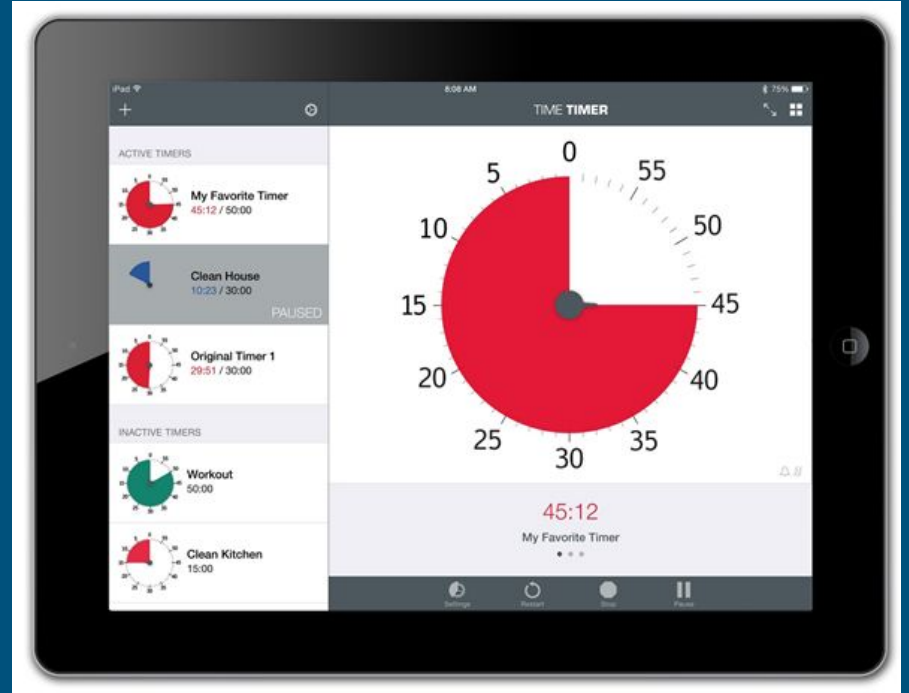 iPad
8:08 AM
75%
+
TIME TIMER
ACTIVE TIMERS
My Favorite Timer
45:12 / 50:00
Clean House
10:23 / 30:00
PAUSED
Original Timer 1
29:51 / 30:00
INACTIVE TIMERS
Workout
50:00
Clean Kitchen
15:00
0
5
55
10
50
15
45
20
40
25
35
30
45:12
My Favorite Timer
Settings
Restart
Stop
Pause